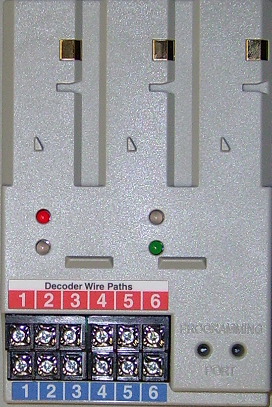 Decoder Wire Paths
1 2 3 4 5 6
PROGRAMMING
PORT
1 2 3 4 5 6